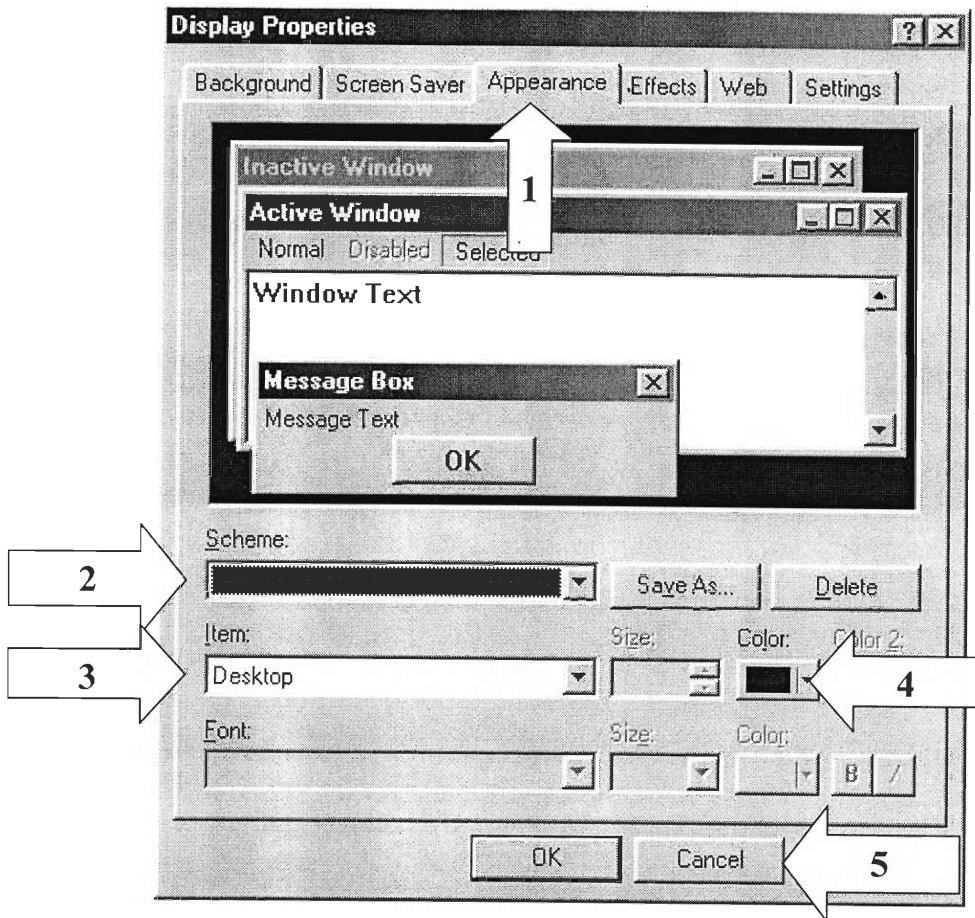 Display Properties
Background Screen Saver Appearance Effects Web Settings
1
Inactive Window
Active Window
Normal Disabled Selected
Window Text
Message Box
Message Text
OK
Scheme:
2
Save As... Delete
Item: Size: Color: Color 2:
3 Desktop 4
Font: Size: Color:
B /
OK Cancel 5